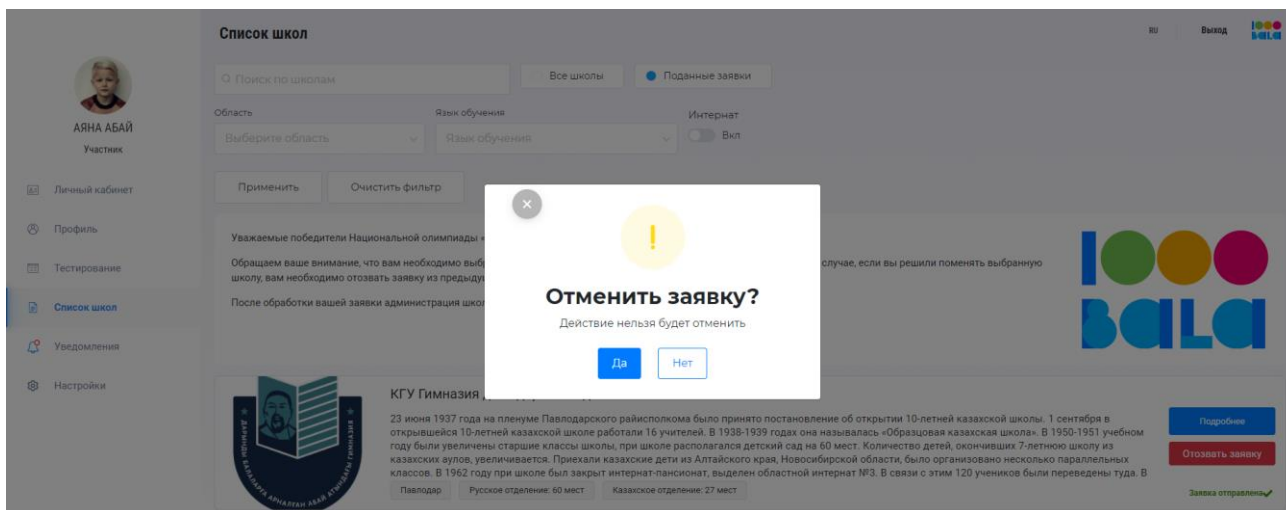 Список школ
RU
Выход
1000
BALA
Поиск по школам
Все школы
Поданные заявки
АЯНА АБАЙ
Участник
Область
Язык обучения
Интернат
Выберите область
Язык обучения
Вкл
Личный кабинет
Применить
Очистить фильтр
Профиль
Уважаемые победители Национальной олимпиады «
Обращаем ваше внимание, что вам необходимо
случае, если вы решили поменять выбранную
школу, вам необходимо отозвать заявку из
После обработки вашей заявки администрация
1000
BALA
Тестирование
Список школ
Уведомления
Настройки
!
Отменить заявку?
Действие нельзя будет отменить
Да
Нет
КГУ Гимназия
23 июня 1937 года на пленуме Павлодарского райисполкома было принято постановление об открытии 10-летней казахской школы. 1 сентября в
открывшейся 10-летней казахской школе работали 16 учителей. В 1938-1939 годах она называлась «Образцовая казахская школа». В 1950-1951 учебном
году были увеличены старшие классы школы, при школе располагался детский сад на 60 мест. Количество детей, окончивших 7-летнюю школу из
казахских аулов, увеличивается. Приехали казахские дети из Алтайского края, Новосибирской области, было организовано несколько параллельных
классов. В 1962 году при школе был закрыт интернат-пансионат, выделен областной интернат №3. В связи с этим 120 учеников были переведены туда. В
Павлодар
Русское отделение: 60 мест
Казахское отделение: 27 мест
Подробнее
Отозвать заявку
Заявка отправлена